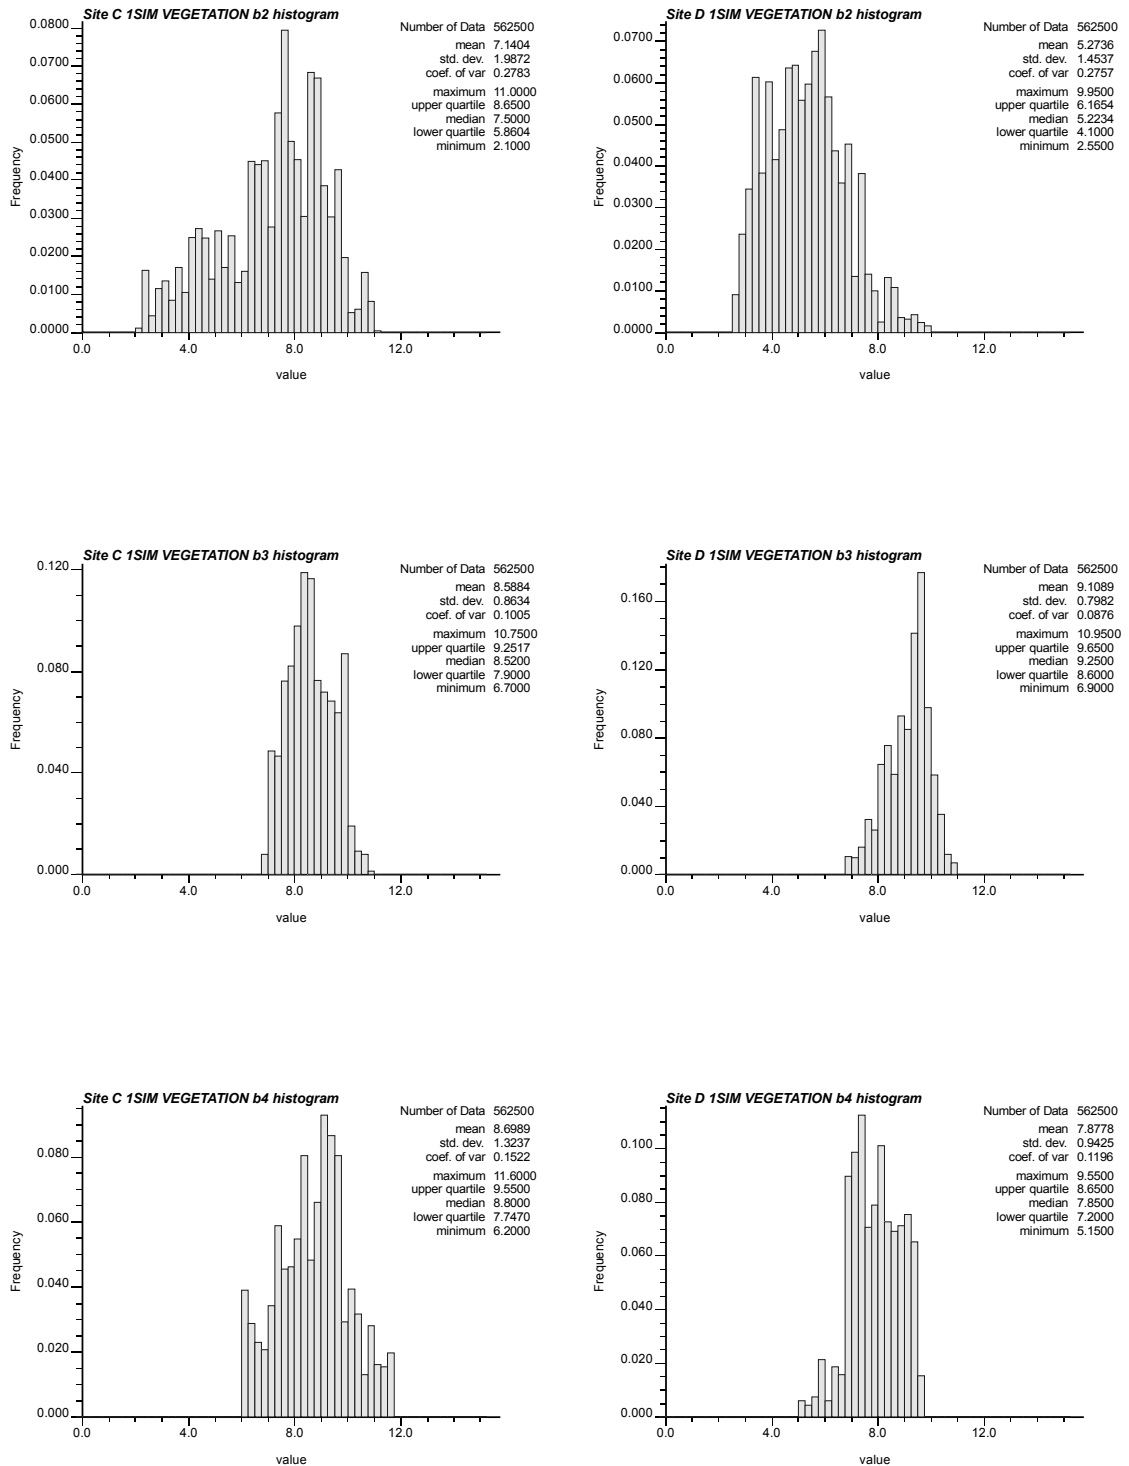 Site C 1SIM VEGETATION b2 histogram
Number of Data 562500
mean 7.1404
std. dev. 1.9872
coef. of var 0.2783
maximum 11.0000
upper quartile 8.6500
median 7.5000
lower quartile 5.8604
minimum 2.1000
Frequency
0.0800
0.0700
0.0600
0.0500
0.0400
0.0300
0.0200
0.0100
0.0000
0.0 4.0 8.0 12.0
value
Site D 1SIM VEGETATION b2 histogram
Number of Data 562500
mean 5.2736
std. dev. 1.4537
coef. of var 0.2757
maximum 9.9500
upper quartile 6.1654
median 5.2234
lower quartile 4.1000
minimum 2.5500
Frequency
0.0700
0.0600
0.0500
0.0400
0.0300
0.0200
0.0100
0.0000
0.0 4.0 8.0 12.0
value
Site C 1SIM VEGETATION b3 histogram
Number of Data 562500
mean 8.5884
std. dev. 0.8634
coef. of var 0.1005
maximum 10.7500
upper quartile 9.2517
median 8.5200
lower quartile 7.9000
minimum 6.7000
Frequency
0.120
0.080
0.040
0.000
0.0 4.0 8.0 12.0
value
Site D 1SIM VEGETATION b3 histogram
Number of Data 562500
mean 9.1089
std. dev. 0.7982
coef. of var 0.0876
maximum 10.9500
upper quartile 9.6500
median 9.2500
lower quartile 8.6000
minimum 6.9000
Frequency
0.160
0.120
0.080
0.040
0.000
0.0 4.0 8.0 12.0
value
Site C 1SIM VEGETATION b4 histogram
Number of Data 562500
mean 8.6989
std. dev. 1.3237
coef. of var 0.1522
maximum 11.6000
upper quartile 9.5500
median 8.8000
lower quartile 7.7470
minimum 6.2000
Frequency
0.080
0.060
0.040
0.020
0.000
0.0 4.0 8.0 12.0
value
Site D 1SIM VEGETATION b4 histogram
Number of Data 562500
mean 7.8778
std. dev. 0.9425
coef. of var 0.1196
maximum 9.5500
upper quartile 8.6500
median 7.8500
lower quartile 7.2000
minimum 5.1500
Frequency
0.100
0.080
0.060
0.040
0.020
0.000
0.0 4.0 8.0 12.0
value